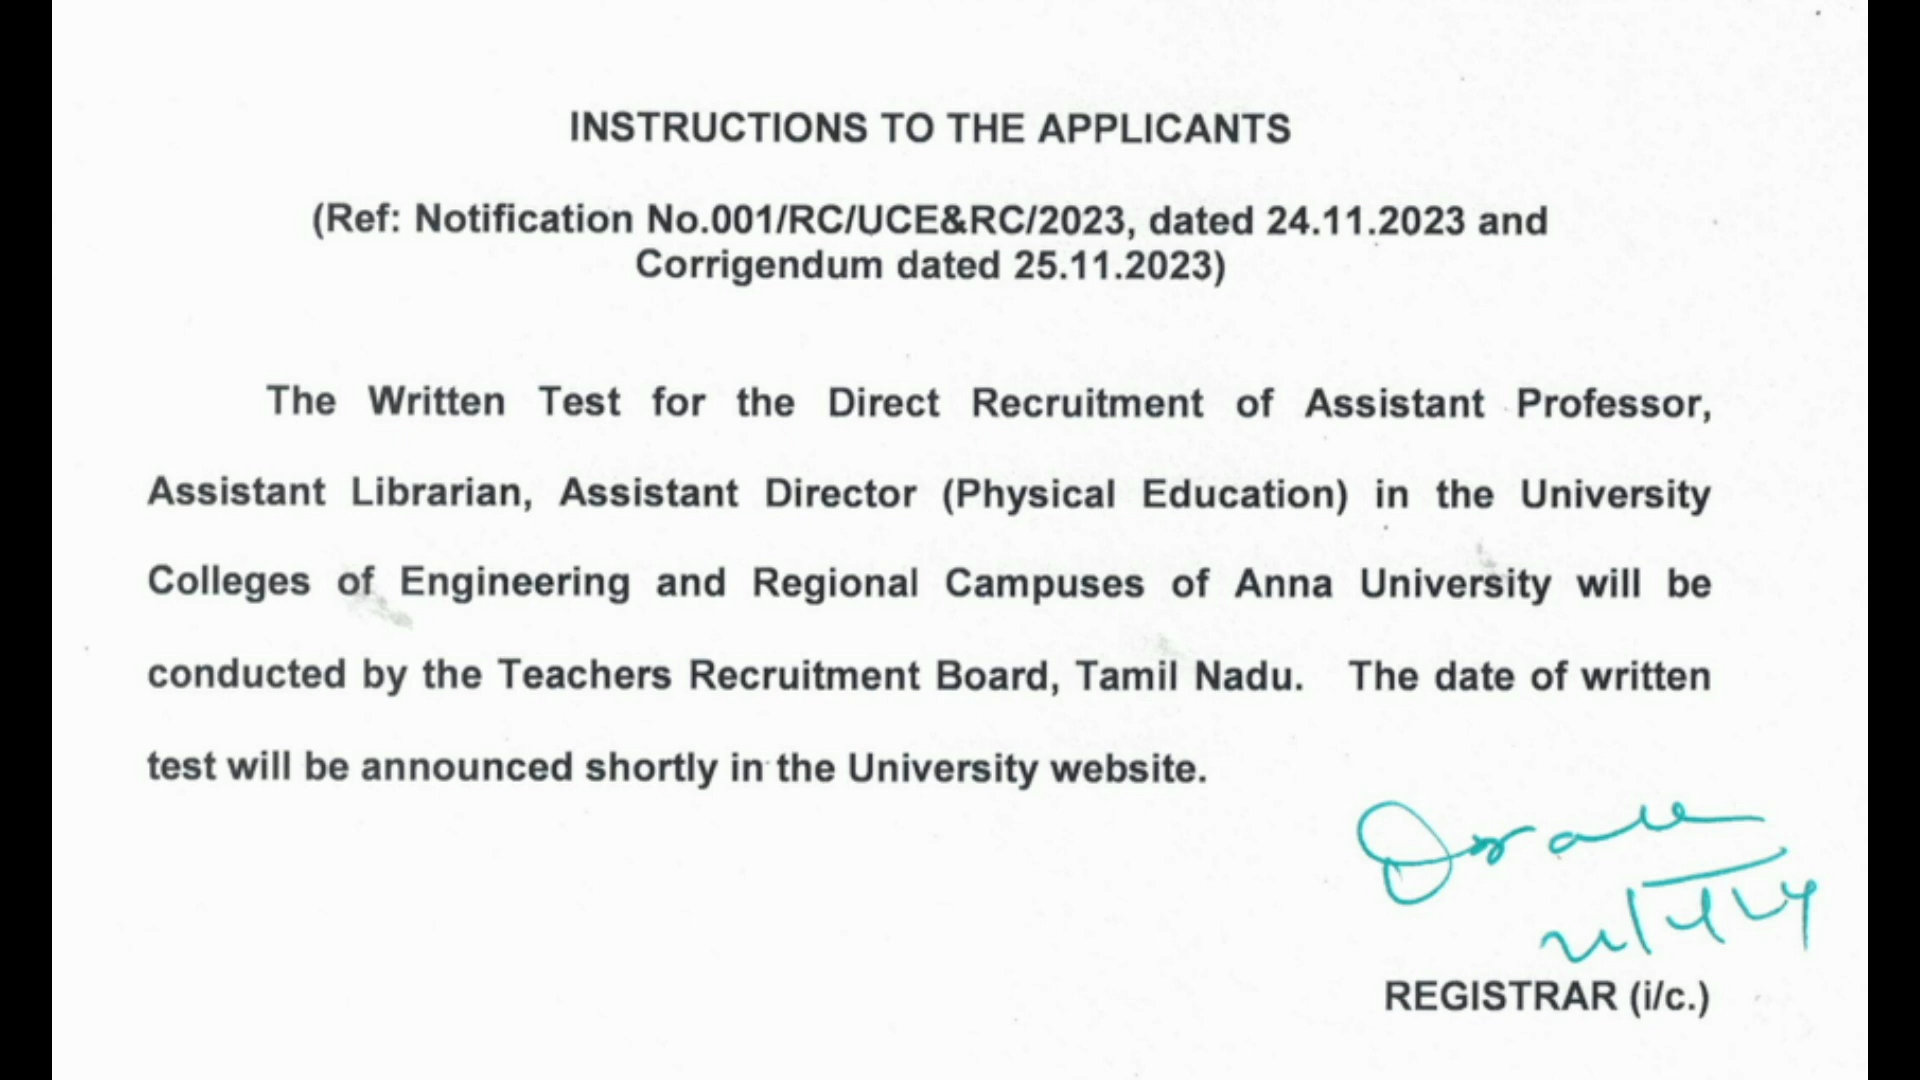 INSTRUCTIONS TO THE APPLICANTS
(Ref: Notification No.001/RC/UCE&RC/2023, dated 24.11.2023 and
Corrigendum dated 25.11.2023)
The Written Test for the Direct Recruitment of Assistant Professor,
Assistant Librarian, Assistant Director (Physical Education) in the University
Colleges of Engineering and Regional Campuses of Anna University will be
conducted by the Teachers Recruitment Board, Tamil Nadu. The date of written
test will be announced shortly in the University website.
REGISTRAR (i/c.)